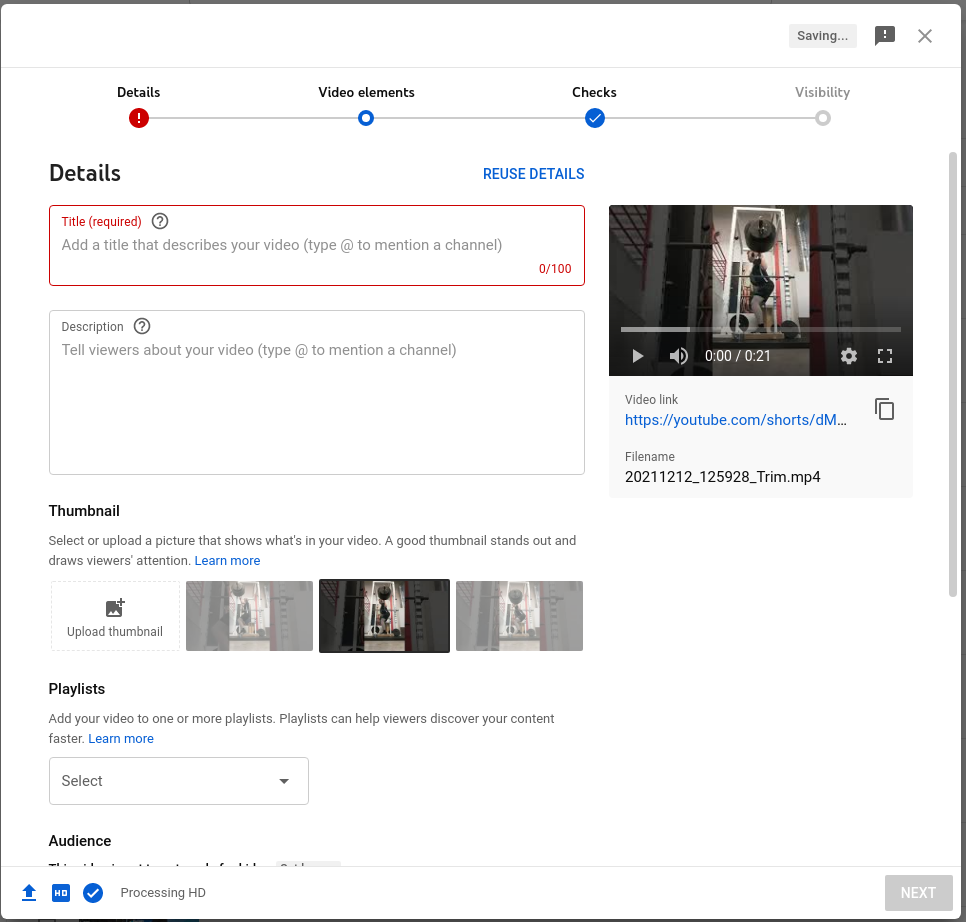 Saving...
Details
Video elements
Checks
Visibility
Details
REUSE DETAILS
Title (required)
Add a title that describes your video (type @ to mention a channel)
0/100
Description
Tell viewers about your video (type @ to mention a channel)
0:00 / 0:21
Video link
https://youtube.com/shorts/dM...
Filename
20211212_125928_Trim.mp4
Thumbnail
Select or upload a picture that shows what's in your video. A good thumbnail stands out and
draws viewers' attention. Learn more
Upload thumbnail
Playlists
Add your video to one or more playlists. Playlists can help viewers discover your content
faster. Learn more
Select
Audience
HD
Processing HD
NEXT